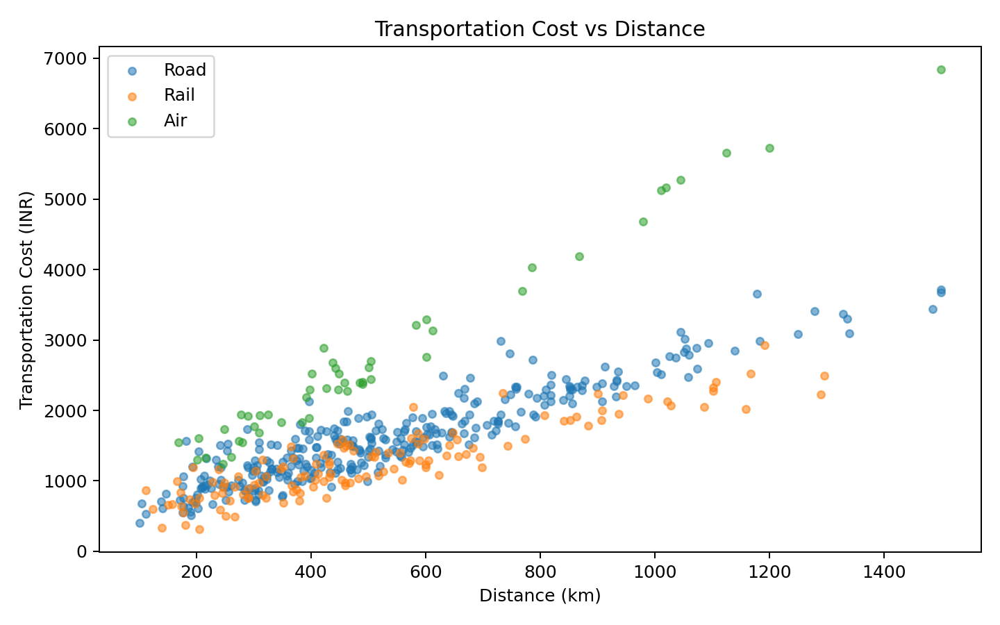 Transportation Cost vs Distance
Road
Rail
Air
7000
6000
5000
4000
3000
2000
1000
0
Transportation Cost (INR)
200 400 600 800 1000 1200 1400
Distance (km)